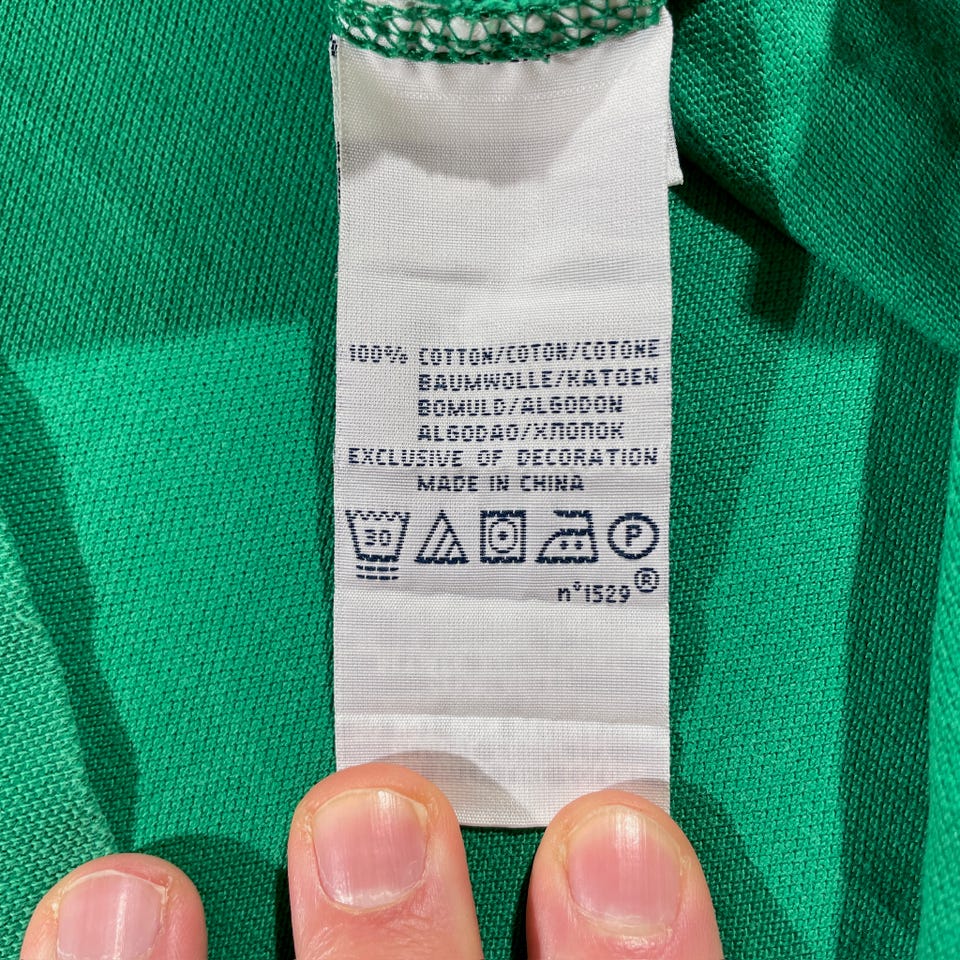 100% COTTON/COTON/COTONE
BAUMWOLLE/KATOEN
BOMULD/ALGODON
ALGODAO/ХЛОПОК
EXCLUSIVE OF DECORATION
MADE IN CHINA
30 P
n°1529®